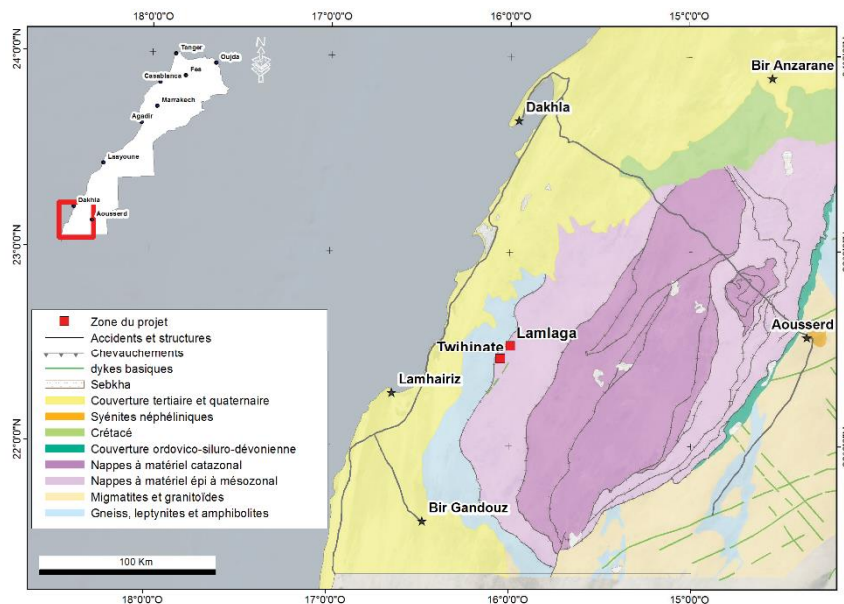 18°0'0"O
17°0'0"O
16°0'0"O
15°0'0"O
24°0'0"N
23°0'0"N
22°0'0"N
N
Tanger
Oujda
Fes
Casablanca
Marrakech
Agadir
Laayoune
Dakhla
Aousserd
Bir Anzarane
Dakhla
Aousserd
Lamlaga
Twihinate
Lamhairiz
Bir Gandouz
Zone du projet
Accidents et structures
Chevauchements
dykes basiques
Sebkha
Couverture tertiaire et quaternaire
Syénites néphéliniques
Crétacé
Couverture ordovico-siluro-dévonienne
Nappes à matériel catazonal
Nappes à matériel épi à mésozonal
Migmatites et granitoïdes
Gneiss, leptynites et amphibolites
100 Km
18°0'0"O
17°0'0"O
16°0'0"O
15°0'0"O